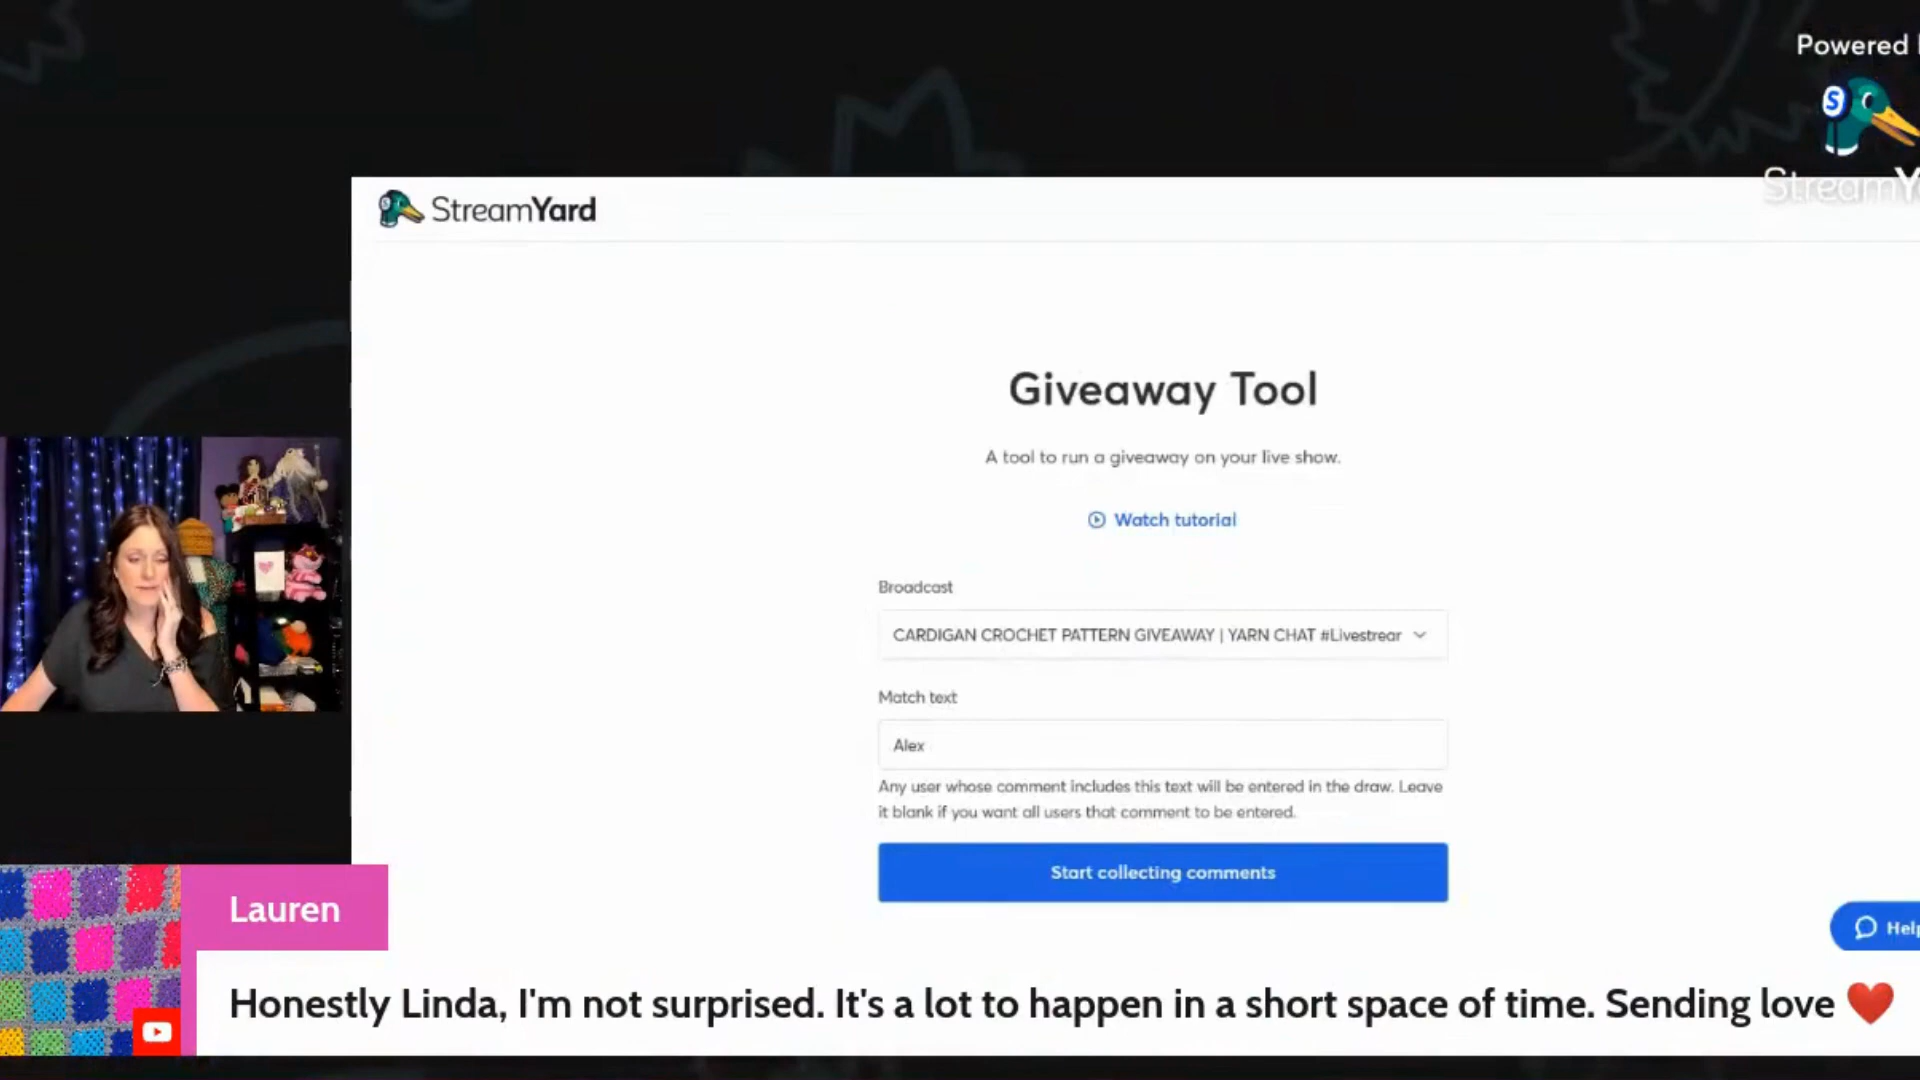 Powered
StreamY
StreamYard
Giveaway Tool
A tool to run a giveaway on your live show.
Watch tutorial
Broadcast
CARDIGAN CROCHET PATTERN GIVEAWAY | YARN CHAT #Livestrear
Match text
Alex
Any user whose comment includes this text will be entered in the draw. Leave
it blank if you want all users that comment to be entered.
Start collecting comments
Help
Lauren
Honestly Linda, I'm not surprised. It's a lot to happen in a short space of time. Sending love ❤️